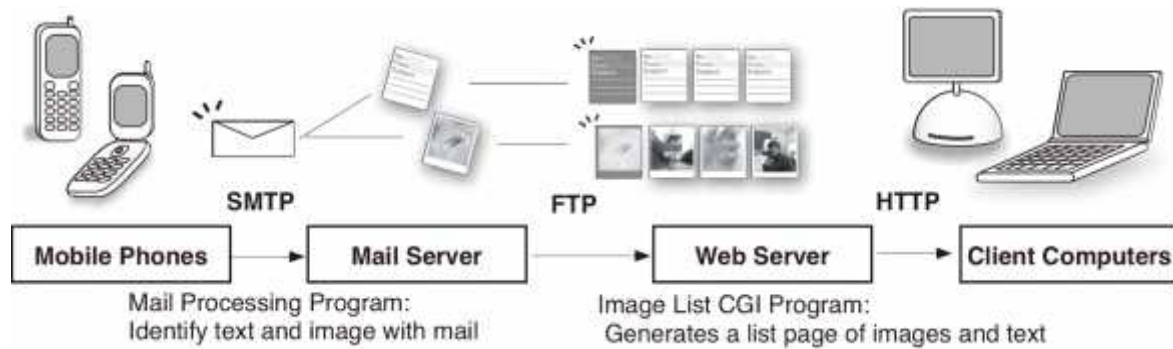 SMTP
FTP
HTTP
Mobile Phones
Mail Server
Web Server
Client Computers
Mail Processing Program:
Identify text and image with mail
Image List CGI Program:
Generates a list page of images and text